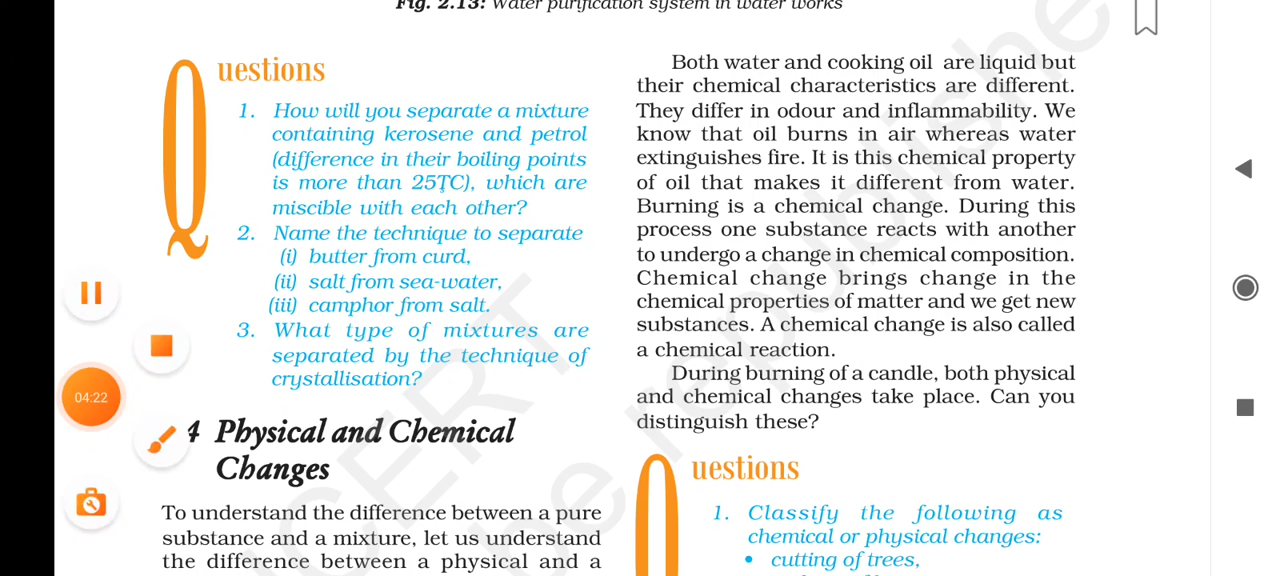 Fig. 2.13: Water purification system in water works
Questions
1. How will you separate a mixture
containing kerosene and petrol
(difference in their boiling points
is more than 25ŢC), which are
miscible with each other?
2. Name the technique to separate
(i) butter from curd,
(ii) salt from sea-water,
(iii) camphor from salt.
3. What type of mixtures are
separated by the technique of
crystallisation?
4 Physical and Chemical
Changes
To understand the difference between a pure
substance and a mixture, let us understand
the difference between a physical and a
Both water and cooking oil are liquid but
their chemical characteristics are different.
They differ in odour and inflammability. We
know that oil burns in air whereas water
extinguishes fire. It is this chemical property
of oil that makes it different from water.
Burning is a chemical change. During this
process one substance reacts with another
to undergo a change in chemical composition.
Chemical change brings change in the
chemical properties of matter and we get new
substances. A chemical change is also called
a chemical reaction.
During burning of a candle, both physical
and chemical changes take place. Can you
distinguish these?
Questions
1. Classify the following as
chemical or physical changes:
• cutting of trees,
04:22
NCERT
be republishe